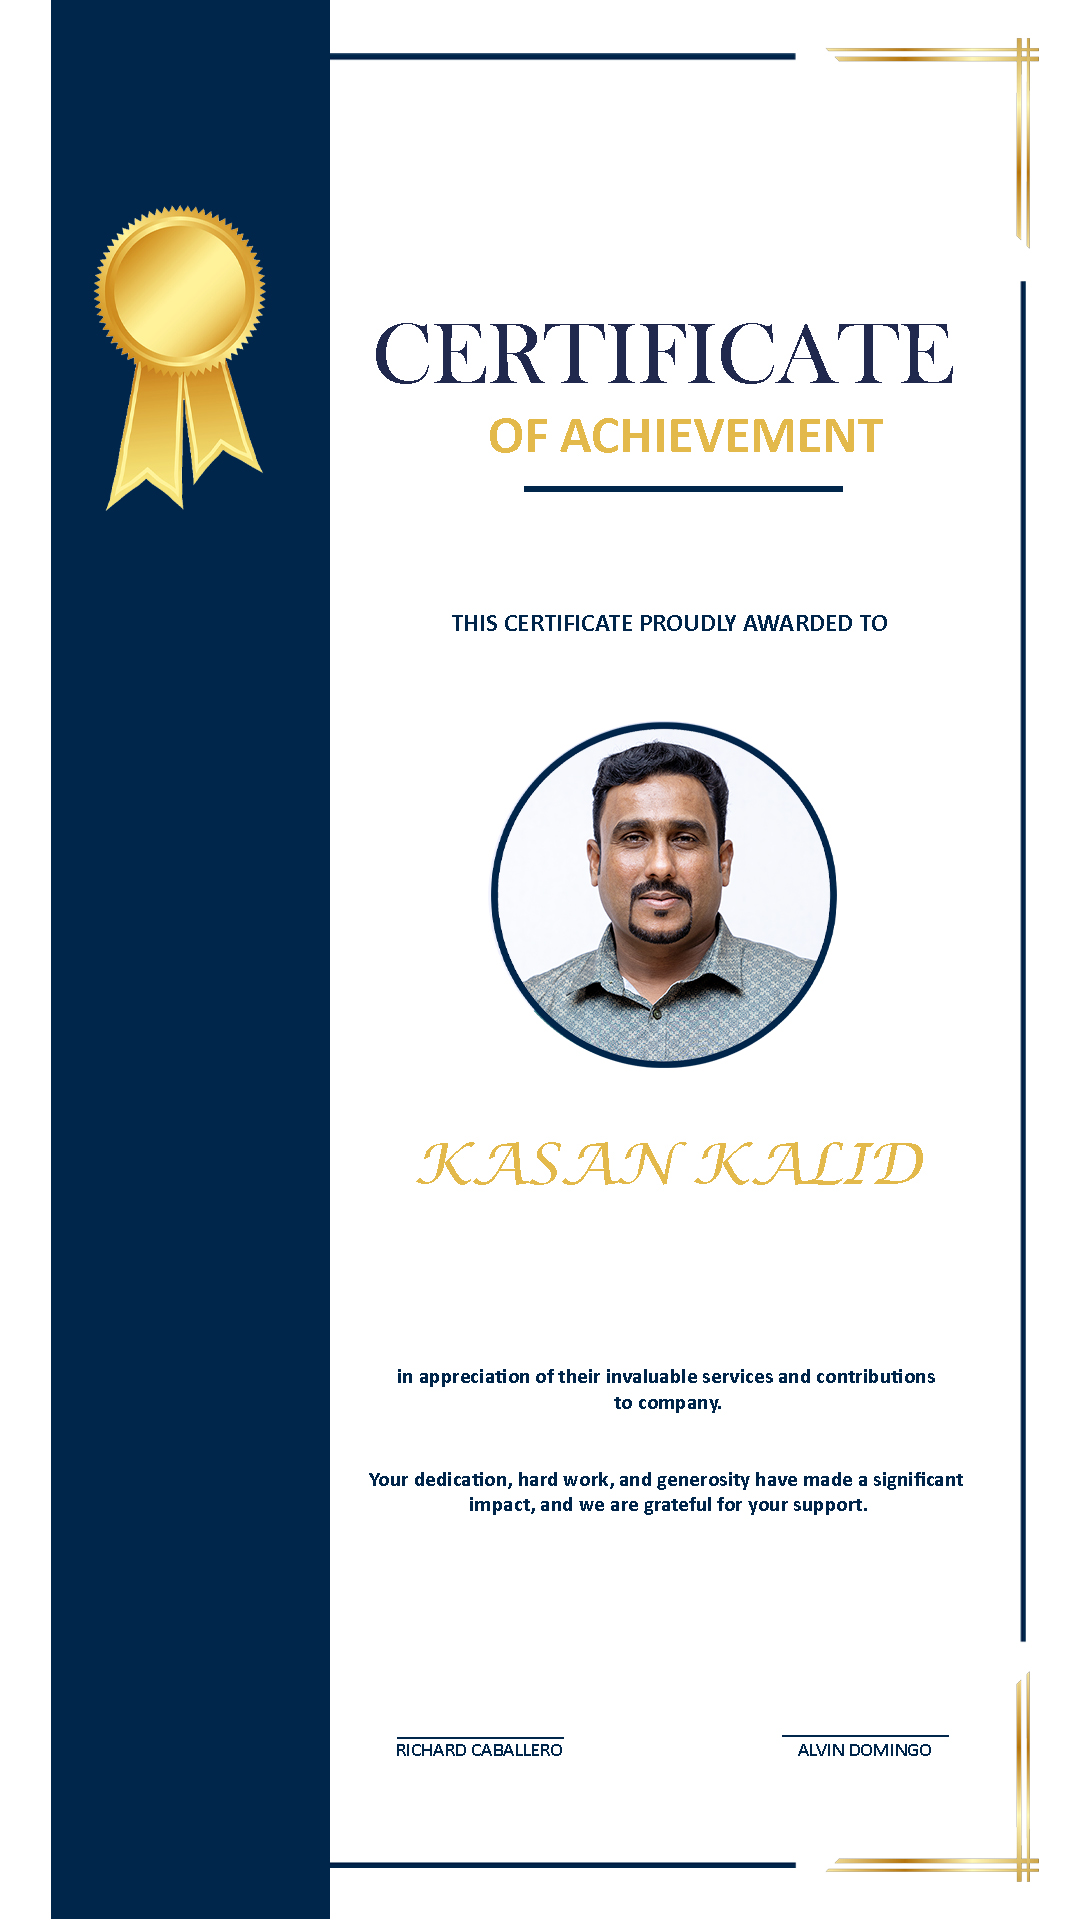 CERTIFICATE
OF ACHIEVEMENT
THIS CERTIFICATE PROUDLY AWARDED TO
KASAN KALID
in appreciation of their invaluable services and contributions
to company.
Your dedication, hard work, and generosity have made a significant
impact, and we are grateful for your support.
RICHARD CABALLERO
ALVIN DOMINGO